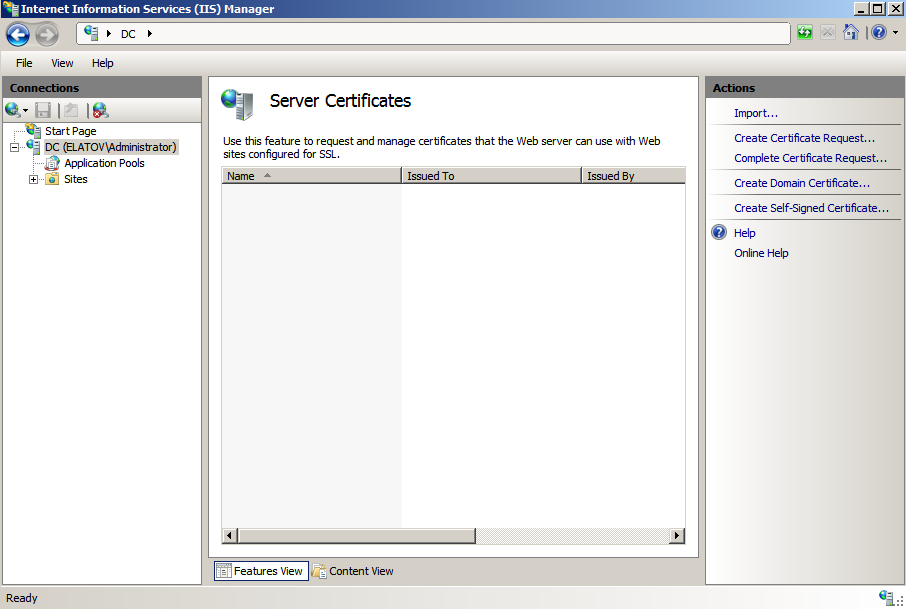 Internet Information Services (IIS) Manager
DC
File View Help
Connections
Start Page
DC (ELATOV\Administrator)
Application Pools
Sites
Server Certificates
Use this feature to request and manage certificates that the Web server can use with Web
sites configured for SSL.
Name Issued To Issued By
Features View Content View
Actions
Import...
Create Certificate Request...
Complete Certificate Request...
Create Domain Certificate...
Create Self-Signed Certificate...
Help
Online Help
Ready